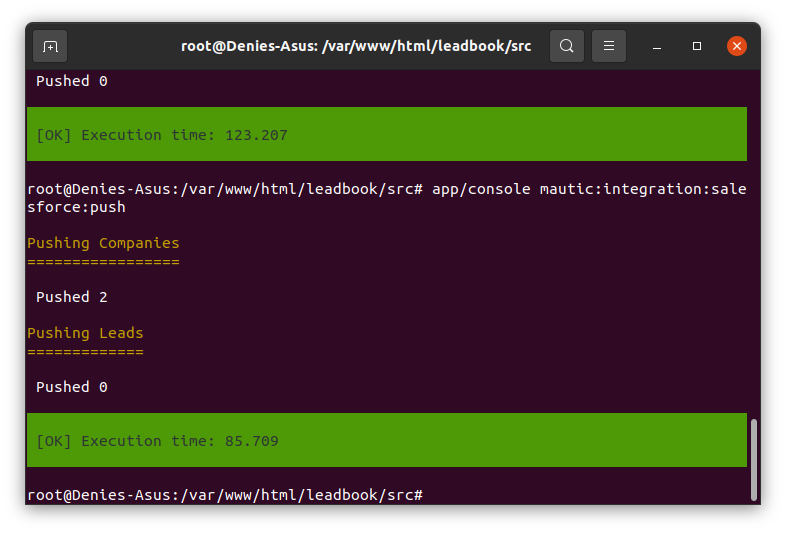 root@Denies-Asus: /var/www/html/leadbook/src
Pushed 0
[OK] Execution time: 123.207
root@Denies-Asus:/var/www/html/leadbook/src# app/console mautic:integration:sale
sforce:push
Pushing Companies
=================
Pushed 2
Pushing Leads
=============
Pushed 0
[OK] Execution time: 85.709
root@Denies-Asus:/var/www/html/leadbook/src#